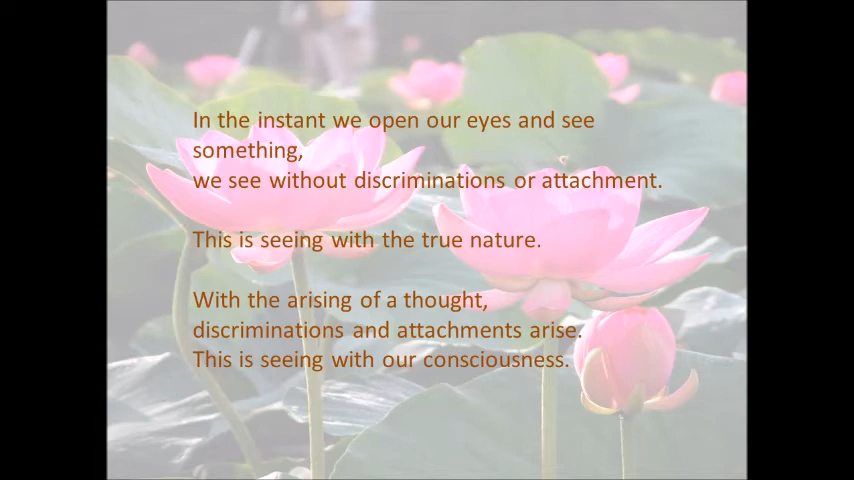 In the instant we open our eyes and see
something,
we see without discriminations or attachment.
This is seeing with the true nature.
With the arising of a thought,
discriminations and attachments arise.
This is seeing with our consciousness.